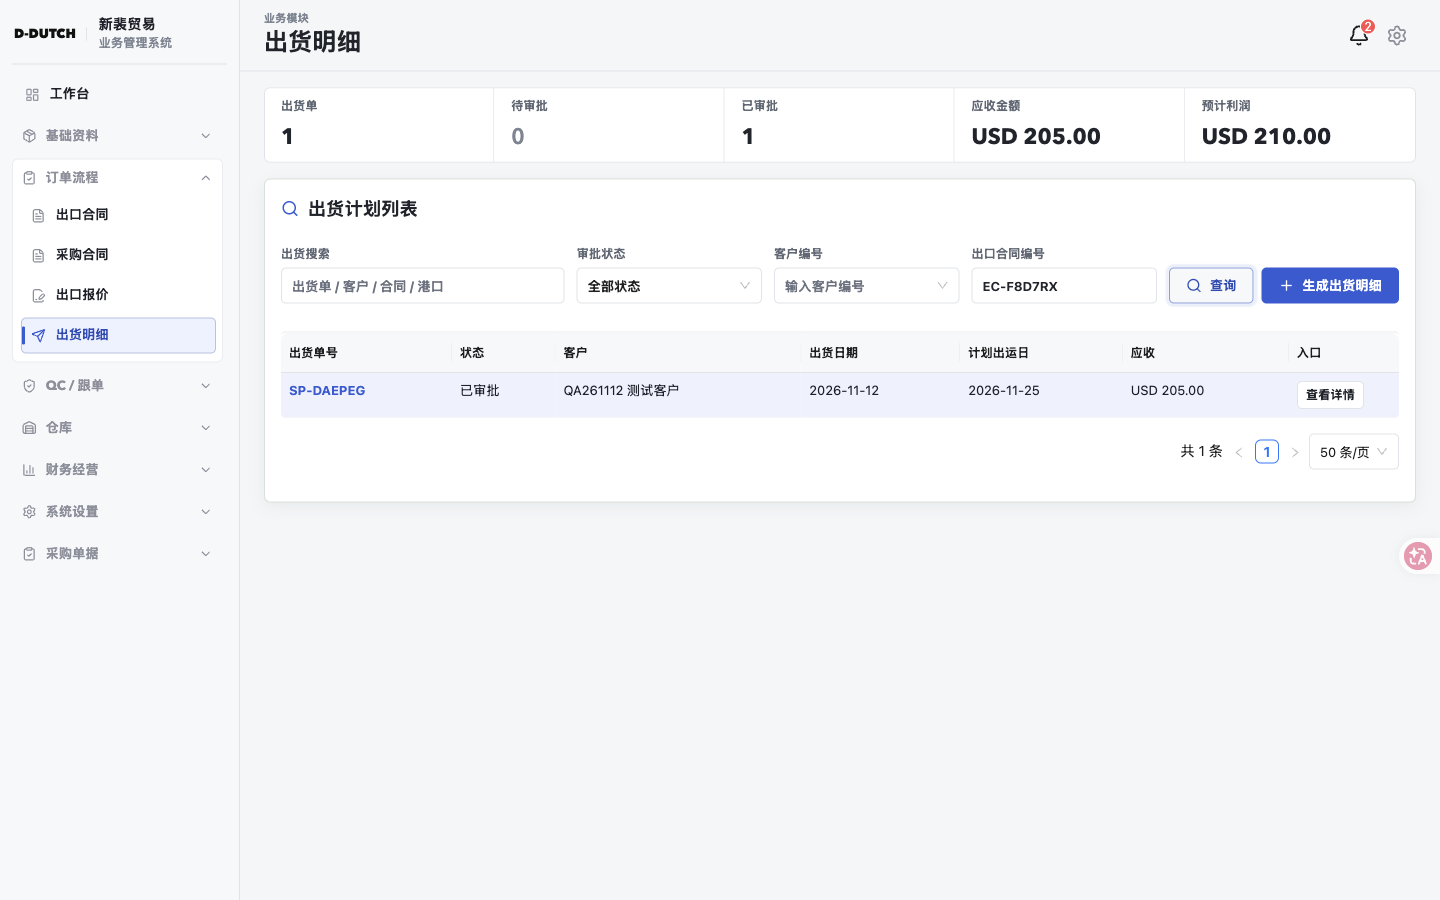 D-DUTCH
新裴贸易
业务管理系统
工作台
基础资料
订单流程
出口合同
采购合同
出口报价
出货明细
QC / 跟单
仓库
财务经营
系统设置
采购单据
业务模块
出货明细
2
出货单
1
待审批
0
已审批
1
应收金额
USD 205.00
预计利润
USD 210.00
出货计划列表
出货搜索
审批状态
客户编号
出口合同编号
出货单 / 客户 / 合同 / 港口
全部状态
输入客户编号
EC-F8D7RX
查询
生成出货明细
出货单号 状态 客户 出货日期 计划出运日 应收 入口
SP-DAEPEG 已审批 QA261112 测试客户 2026-11-12 2026-11-25 USD 205.00 查看详情
共 1 条 1 50 条/页